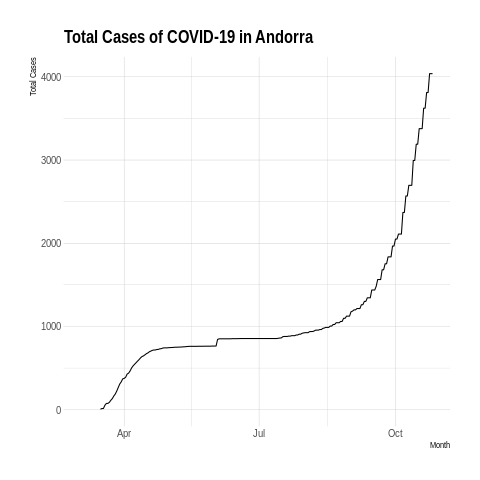 Total Cases of COVID-19 in Andorra
Total Cases
4000
3000
2000
1000
0
Apr
Jul
Oct
Month